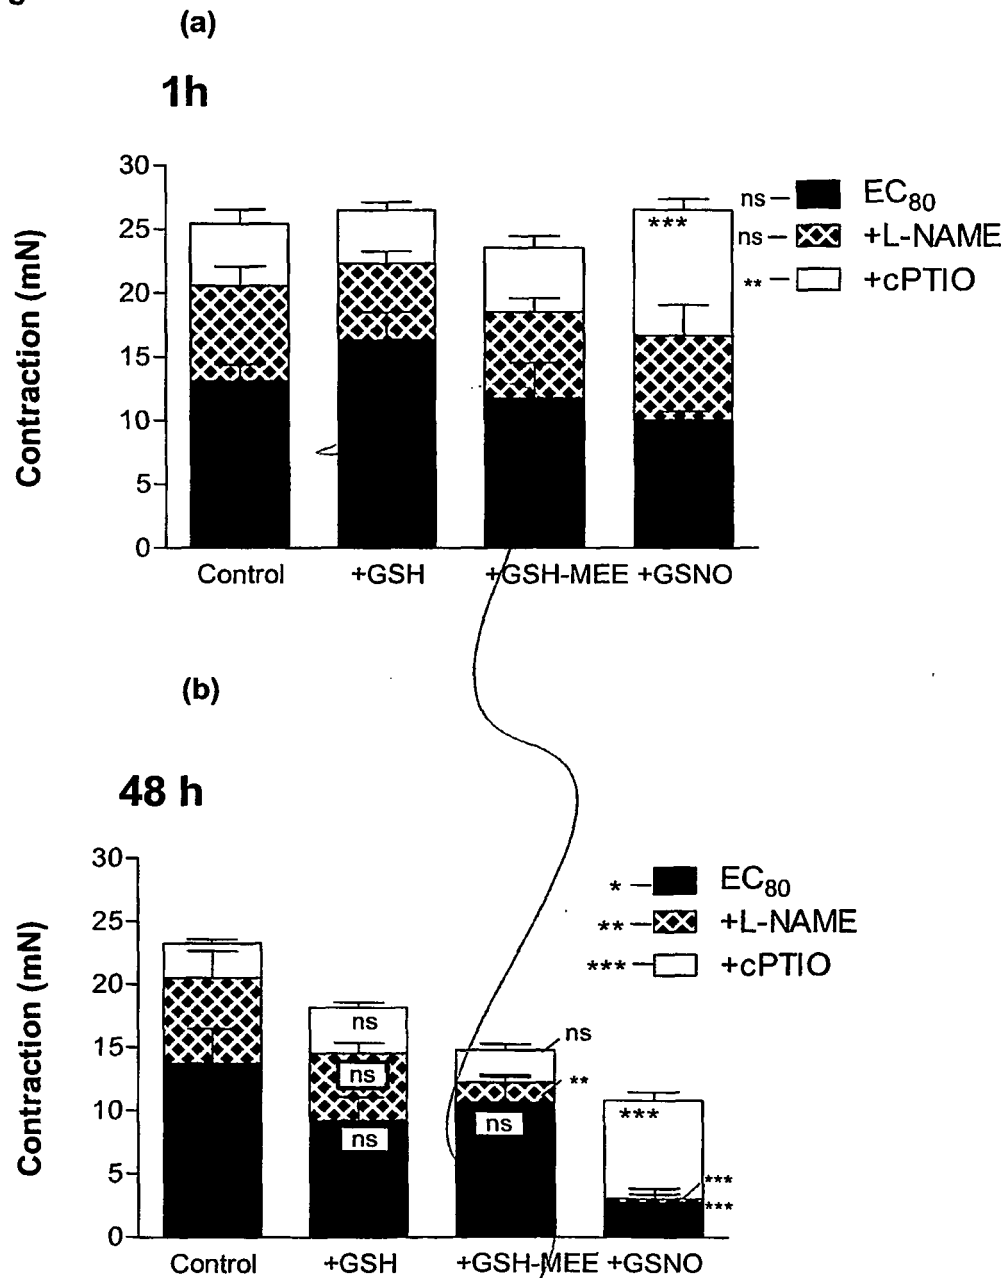 (a)
1h
Contraction (mN)
30
25
20
15
10
5
0
***
ns
EC80
ns
+L-NAME
**
+cPTIO
Control
+GSH
+GSH-MEE
+GSNO
(b)
48 h
Contraction (mN)
30
25
20
15
10
5
0
*
EC80
**
+L-NAME
***
+cPTIO
ns
ns
ns
ns
**
ns
***
***
***
Control
+GSH
+GSH-MEE
+GSNO